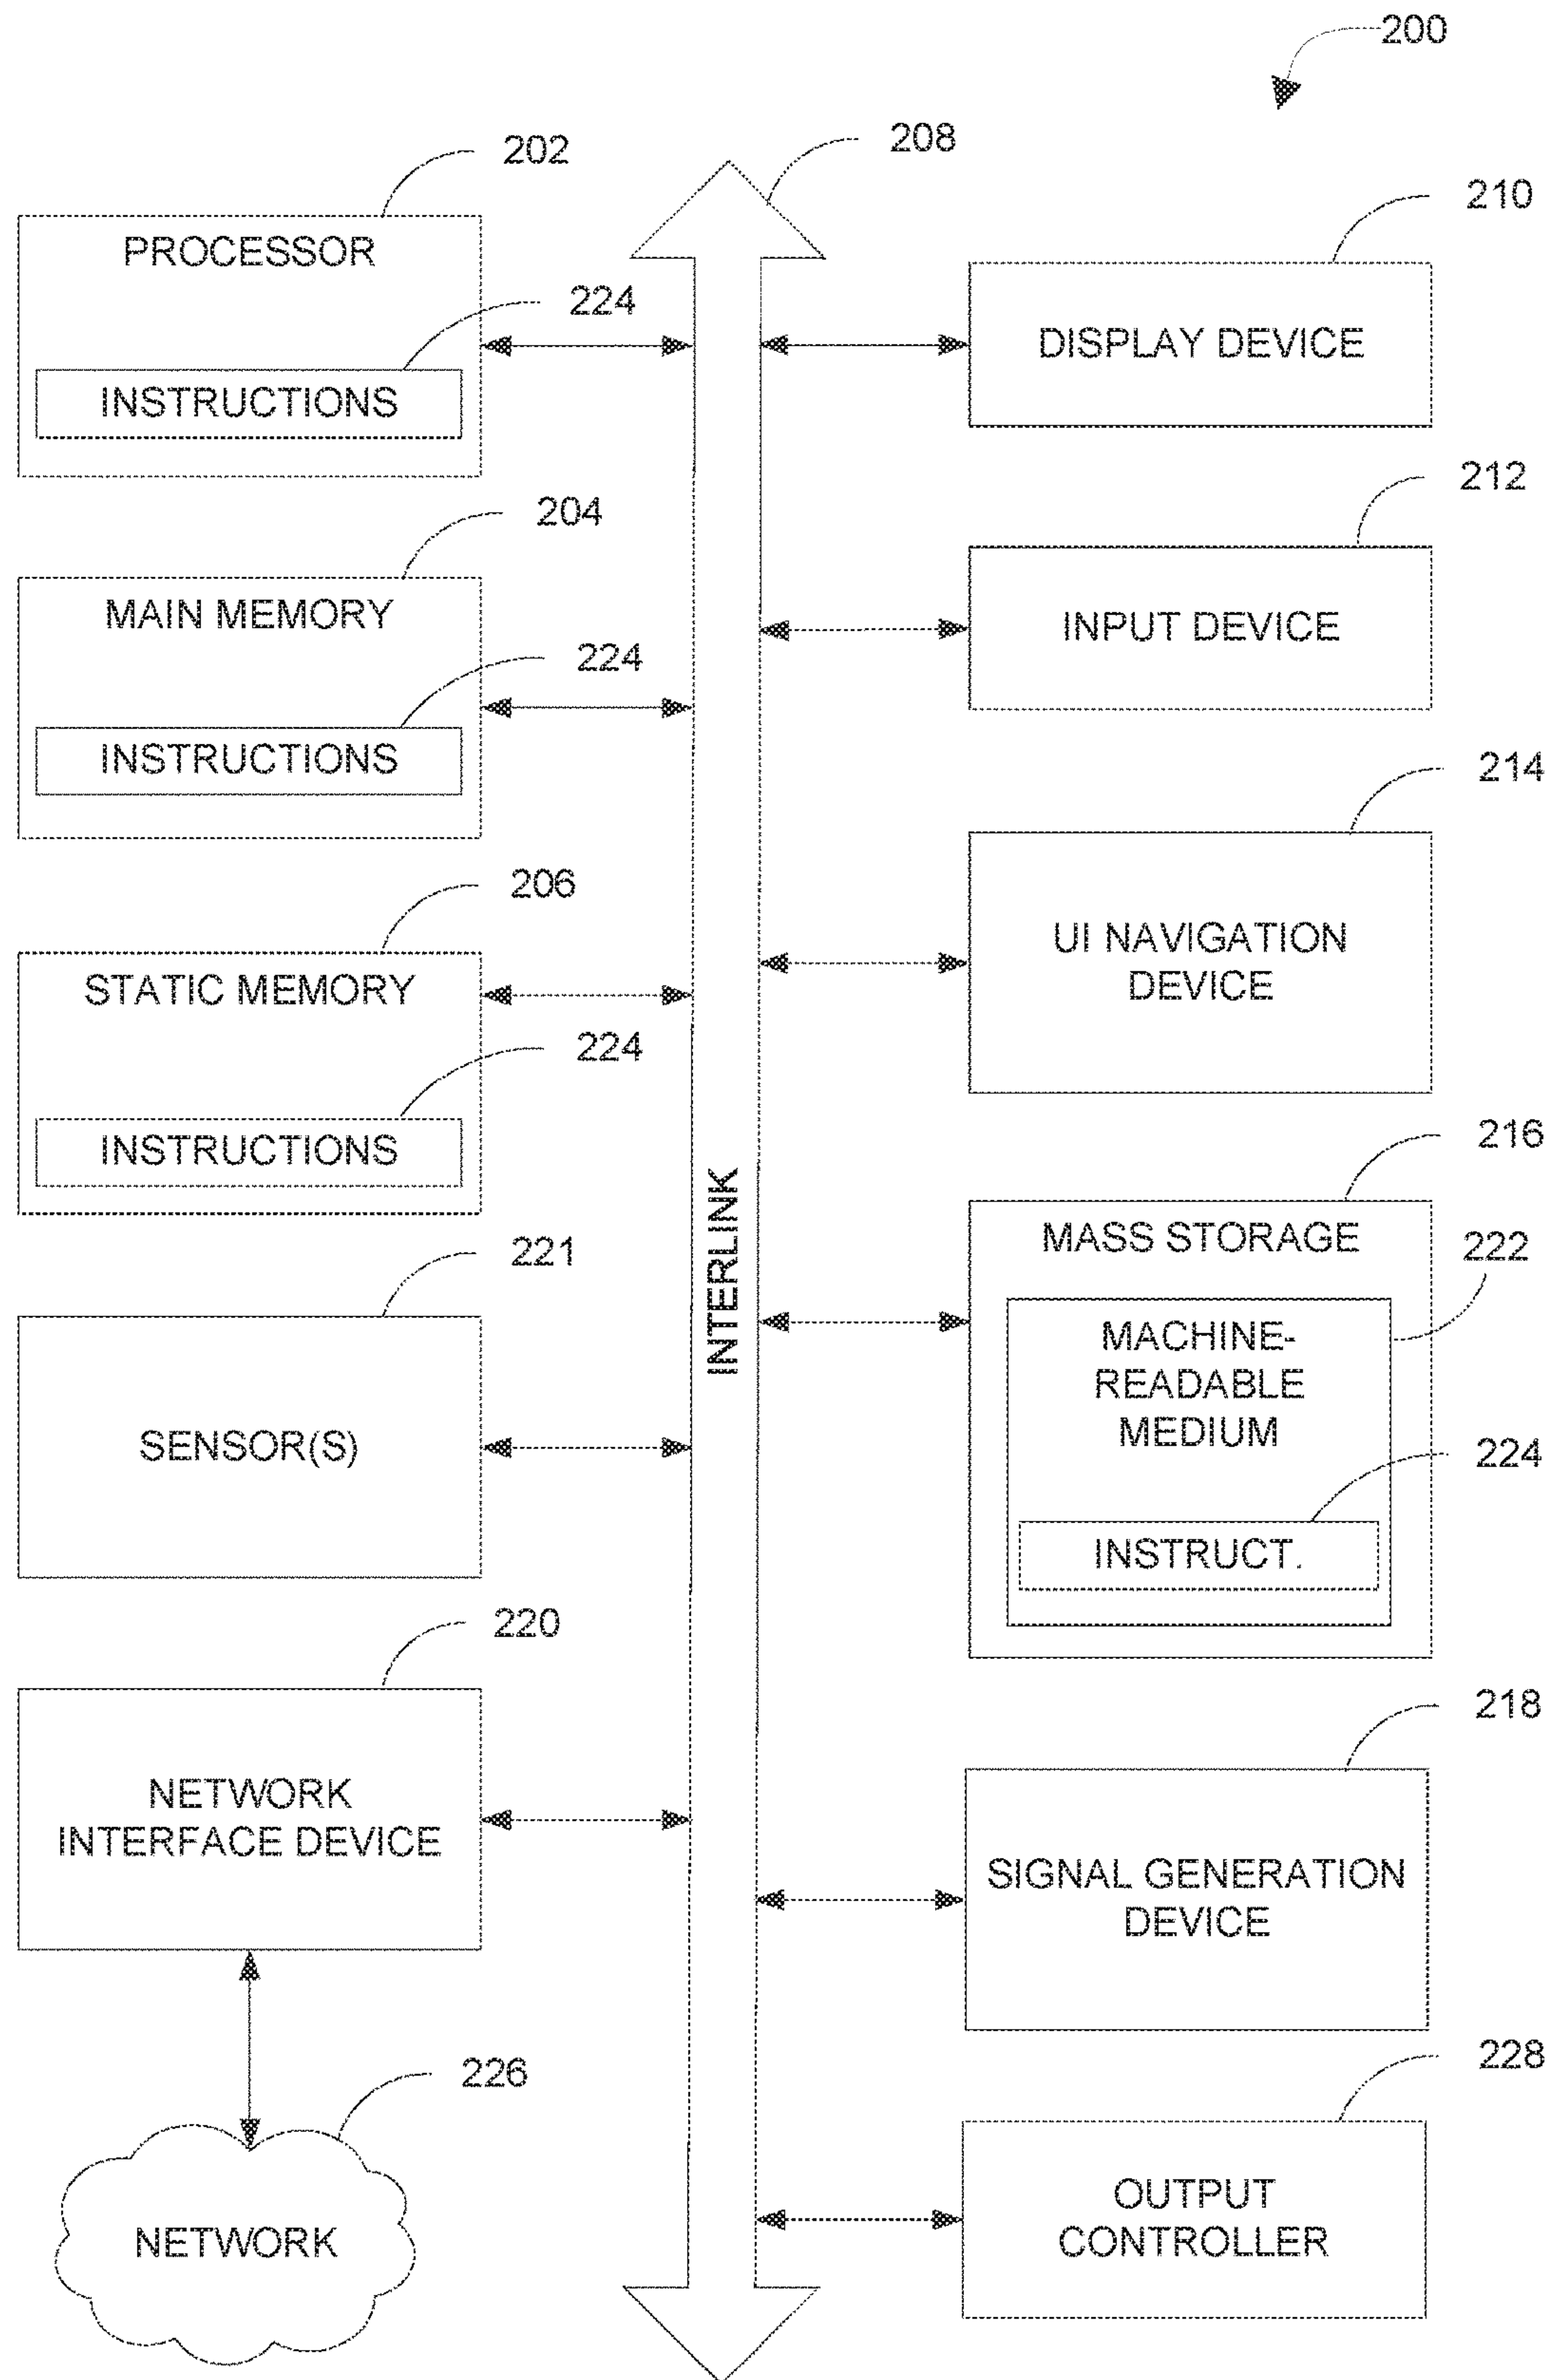 200
202
PROCESSOR
224
INSTRUCTIONS
204
MAIN MEMORY
224
INSTRUCTIONS
206
STATIC MEMORY
224
INSTRUCTIONS
221
SENSOR(S)
220
NETWORK
INTERFACE DEVICE
226
NETWORK
208
INTERLINK
210
DISPLAY DEVICE
212
INPUT DEVICE
214
UI NAVIGATION
DEVICE
216
MASS STORAGE
222
MACHINE-
READABLE
MEDIUM
224
INSTRUCT.
218
SIGNAL GENERATION
DEVICE
228
OUTPUT
CONTROLLER